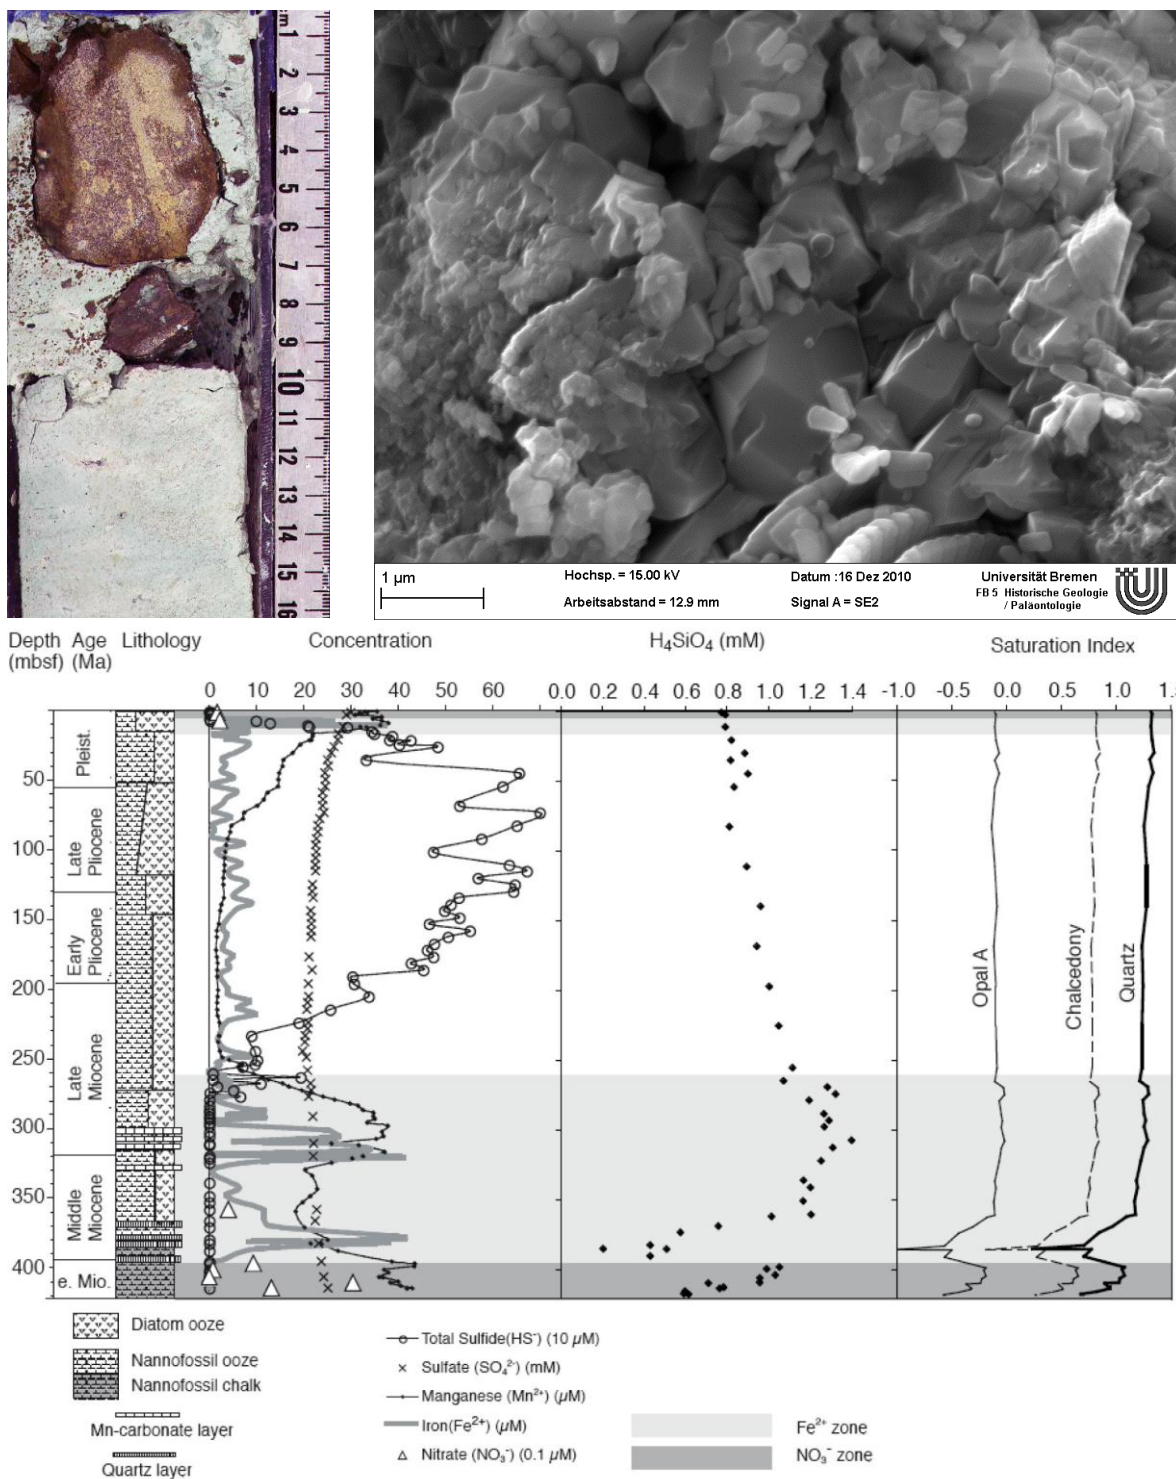 cm
1
2
3
4
5
6
7
8
9
10
11
12
13
14
15
16
1 µm
Hochsp. = 15.00 kV
Arbeitsabstand = 12.9 mm
Datum :16 Dez 2010
Signal A = SE2
Universität Bremen
FB 5 Historische Geologie
/ Paläontologie
Depth Age Lithology Concentration H₄SiO₄ (mM) Saturation Index
(mbsf) (Ma)
0 10 20 30 40 50 60 0.0 0.2 0.4 0.6 0.8 1.0 1.2 1.4 -1.0 -0.5 0.0 0.5 1.0 1.5
Pleist.
50
Late
Pliocene
100
Early
Pliocene
150
200
Late
Miocene
250
300
Middle
Miocene
350
400
e. Mio.
Opal A
Chalcedony
Quartz
Diatom ooze
Nannofossil ooze
Nannofossil chalk
Mn-carbonate layer
Quartz layer
Total Sulfide(HS⁻) (10 µM)
Sulfate (SO₄²⁻) (mM)
Manganese (Mn²⁺) (µM)
Iron(Fe²⁺) (µM)
Nitrate (NO₃⁻) (0.1 µM)
Fe²⁺ zone
NO₃⁻ zone